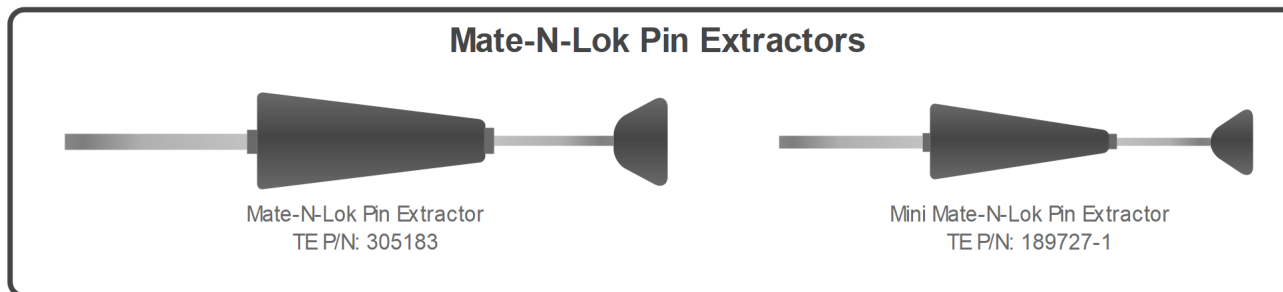 Mate-N-Lok Pin Extractors
Mate-N-Lok Pin Extractor
TE P/N: 305183
Mini Mate-N-Lok Pin Extractor
TE P/N: 189727-1